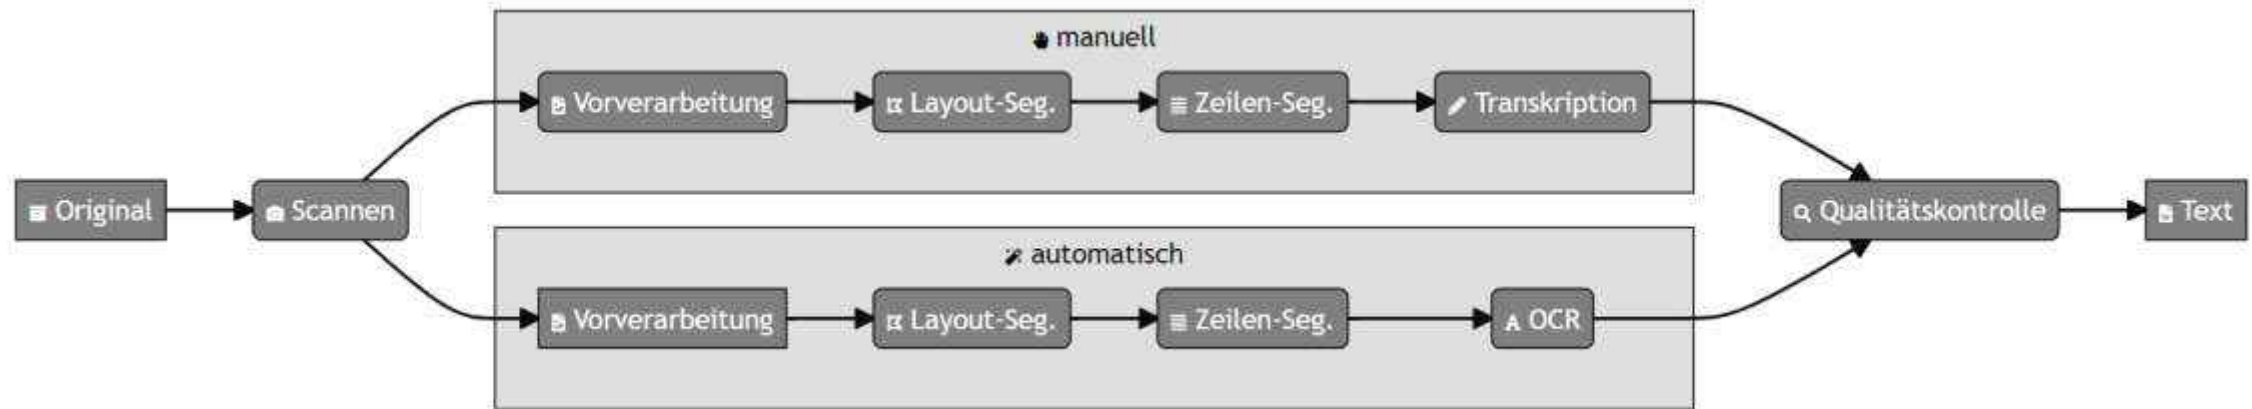 manuell
Vorverarbeitung Layout-Seg. Zeilen-Seg. Transkription
Original Scannen Qualitätskontrolle Text
automatisch
Vorverarbeitung Layout-Seg. Zeilen-Seg. A OCR